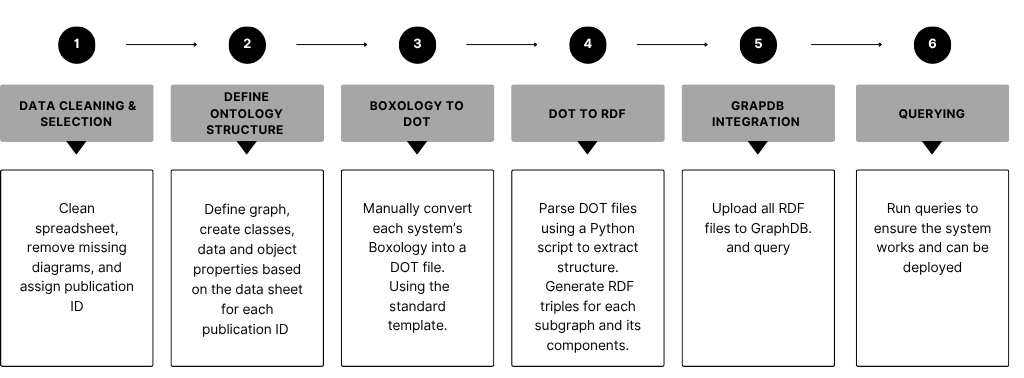 1
2
3
4
5
6
DATA CLEANING &
SELECTION
DEFINE
ONTOLOGY
STRUCTURE
BOXOLOGY TO
DOT
DOT TO RDF
GRAPDB
INTEGRATION
QUERYING
Clean
spreadsheet,
remove missing
diagrams, and
assign publication
ID
Define graph,
create classes,
data and object
properties based
on the data sheet
for each
publication ID
Manually convert
each system's
Boxology into a
DOT file.
Using the
standard
template.
Parse DOT files
using a Python
script to extract
structure.
Generate RDF
triples for each
subgraph and its
components.
Upload all RDF
files to GraphDB.
and query
Run queries to
ensure the system
works and can be
deployed